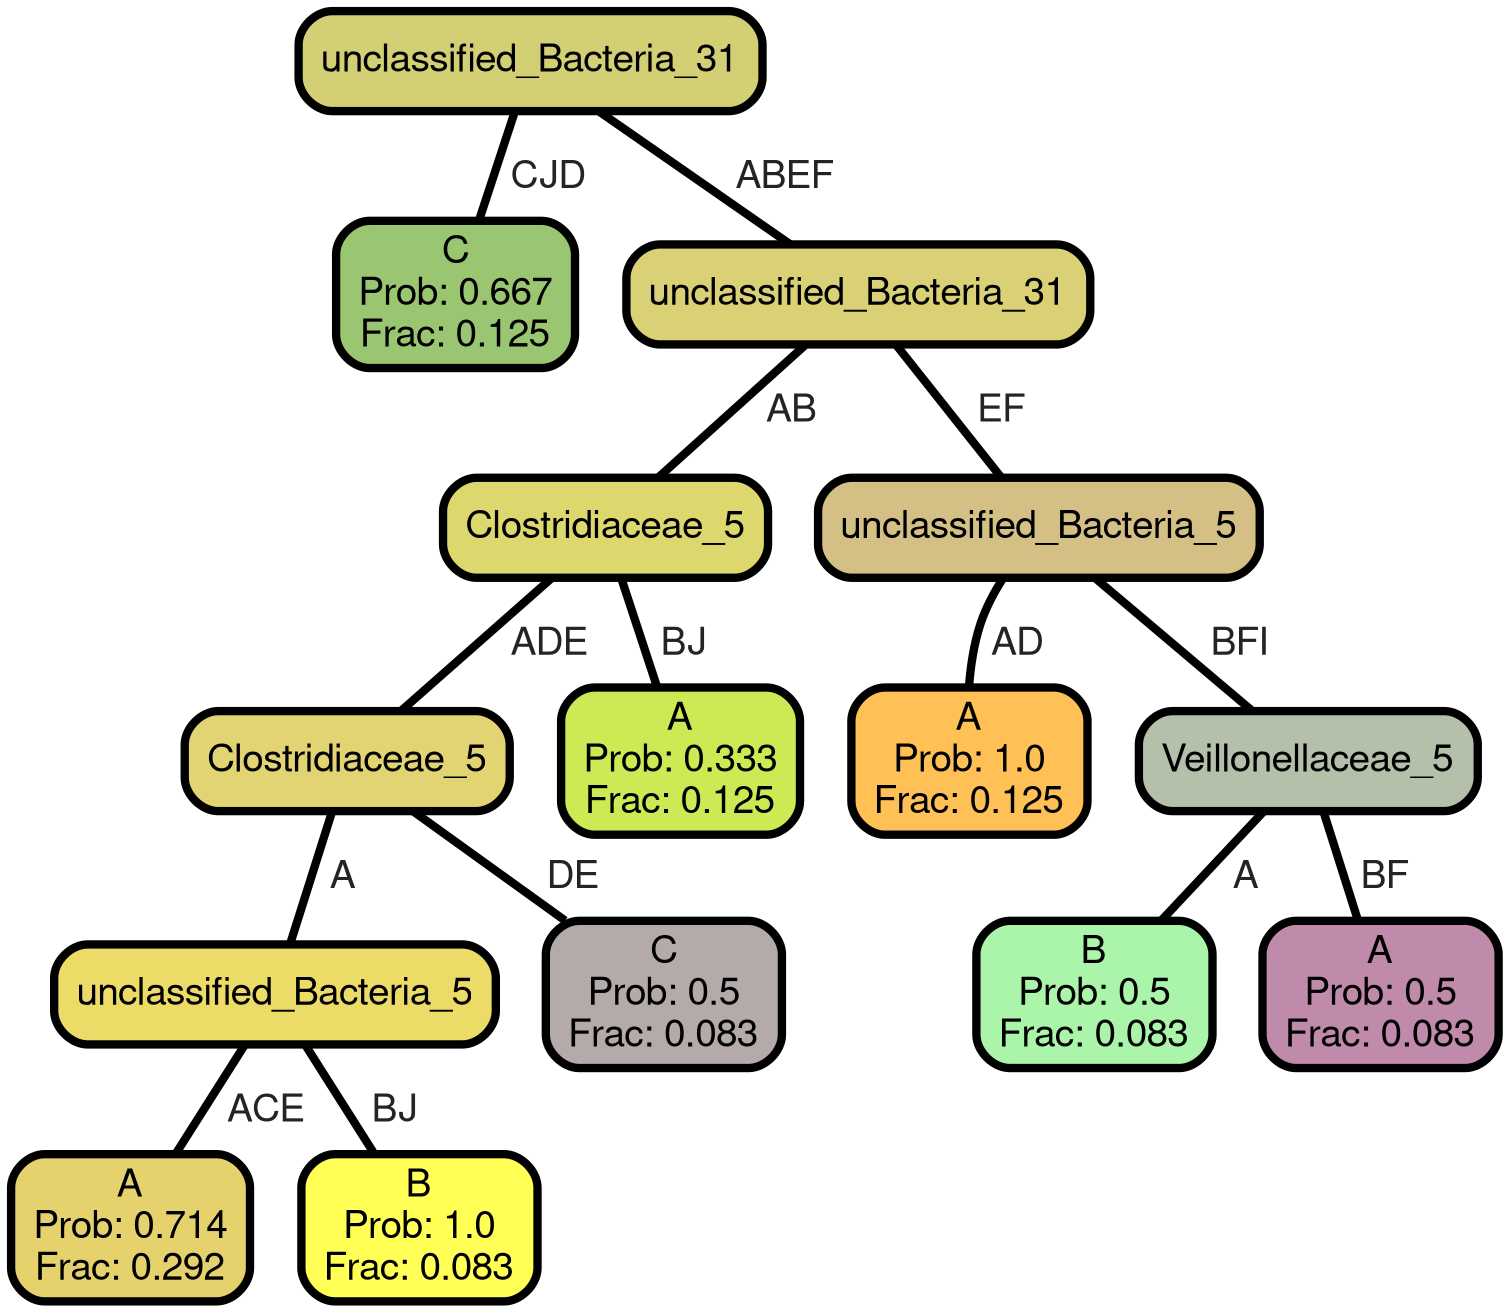 unclassified_Bacteria_31
CJD
ABEF
C
Prob: 0.667
Frac: 0.125
unclassified_Bacteria_31
AB
EF
Clostridiaceae_5
unclassified_Bacteria_5
ADE
BJ
AD
BFI
Clostridiaceae_5
A
Prob: 0.333
Frac: 0.125
A
Prob: 1.0
Frac: 0.125
Veillonellaceae_5
A
DE
A
BF
unclassified_Bacteria_5
C
Prob: 0.5
Frac: 0.083
B
Prob: 0.5
Frac: 0.083
A
Prob: 0.5
Frac: 0.083
ACE
BJ
A
Prob: 0.714
Frac: 0.292
B
Prob: 1.0
Frac: 0.083